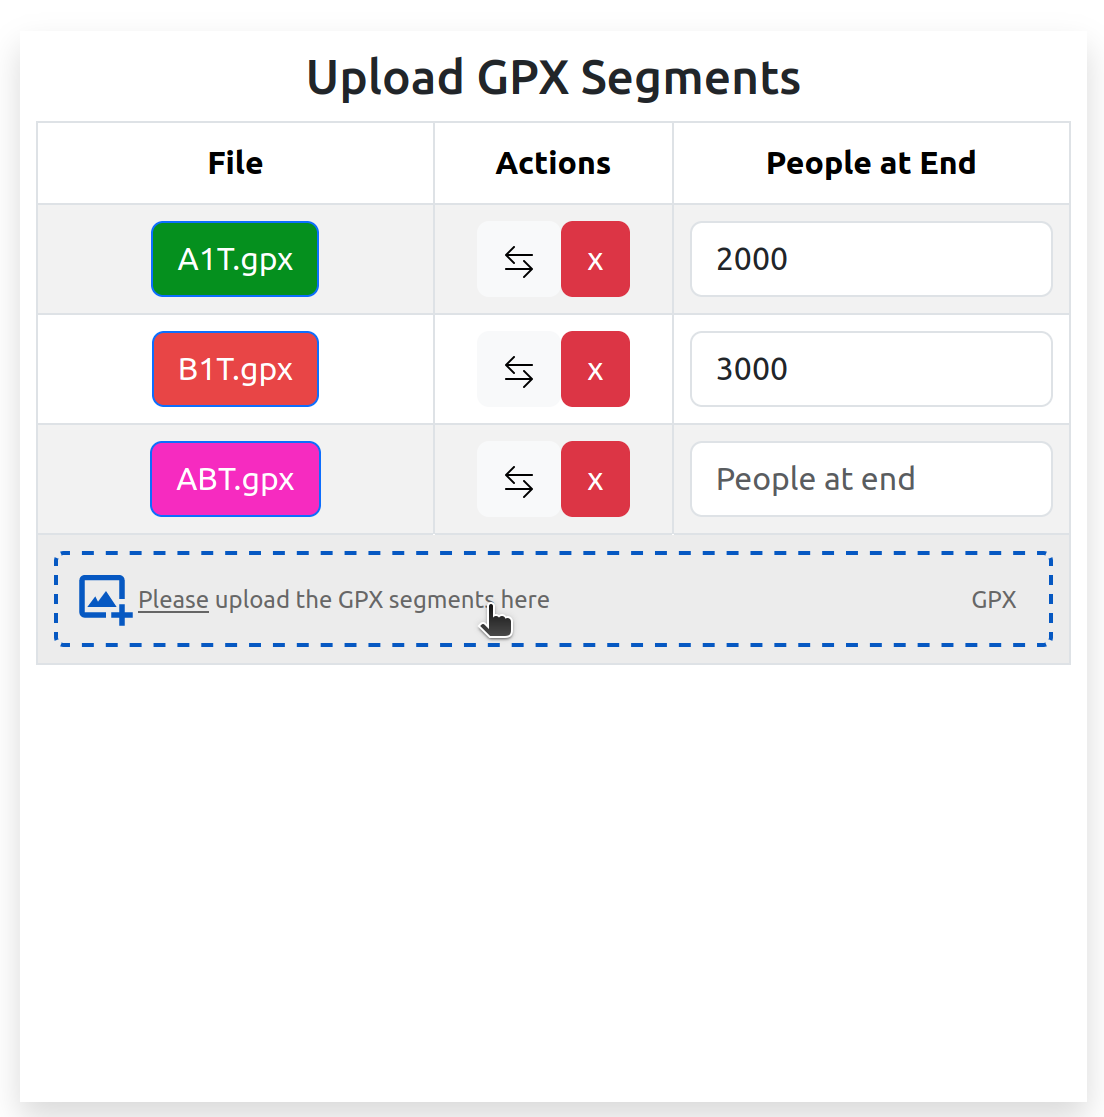 Upload GPX Segments
File Actions People at End
A1T.gpx x 2000
B1T.gpx x 3000
ABT.gpx x People at end
Please upload the GPX segments here GPX